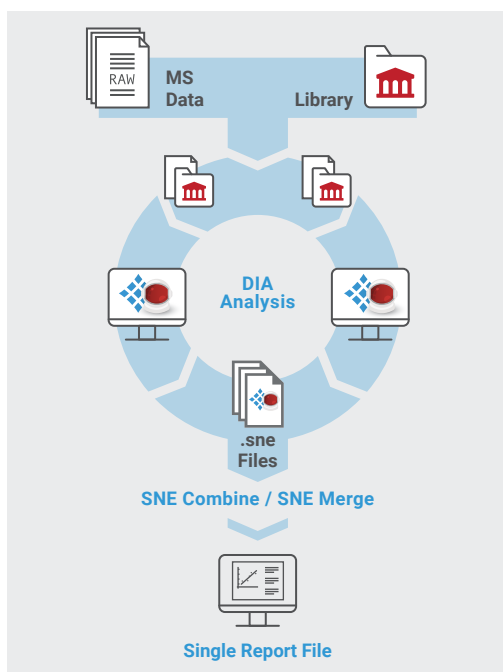 RAW
MS
Data
Library
DIA
Analysis
.sne
Files
SNE Combine / SNE Merge
Single Report File